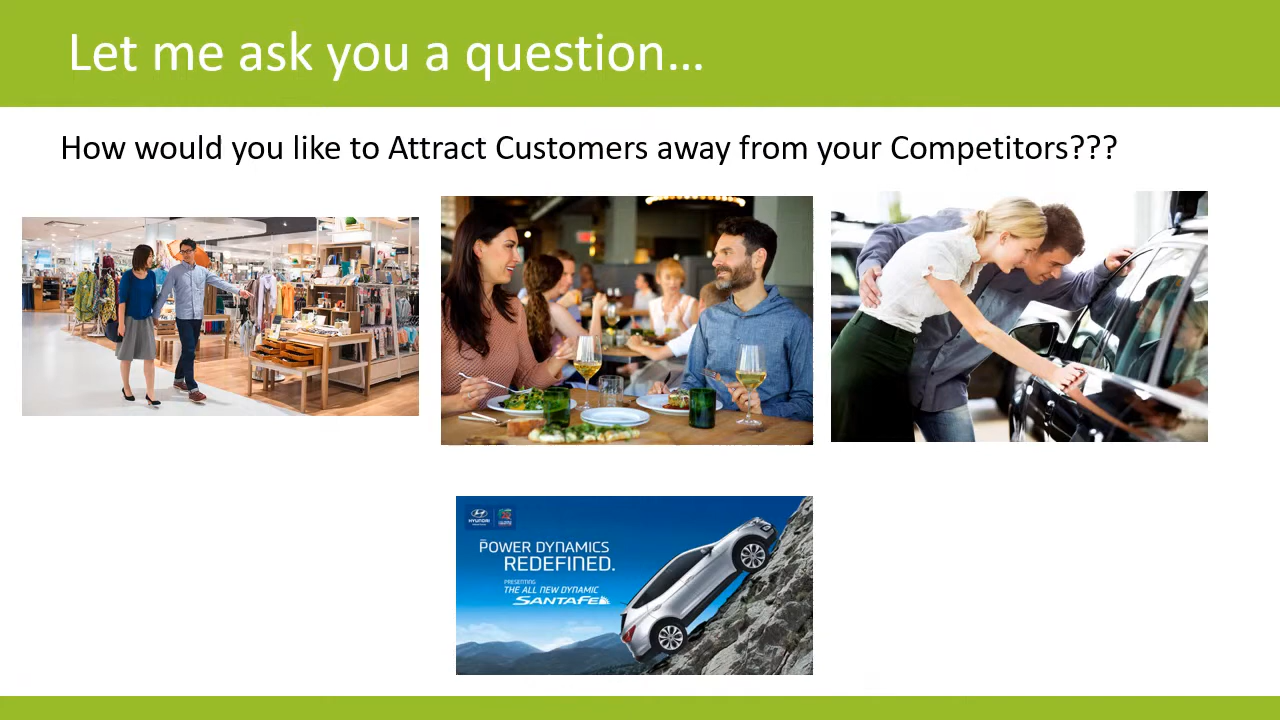 Let me ask you a question...
How would you like to Attract Customers away from your Competitors???
HYUNDAI
POWER DYNAMICS
REDEFINED.
PRESENTING
THE ALL NEW DYNAMIC
SANTAFE